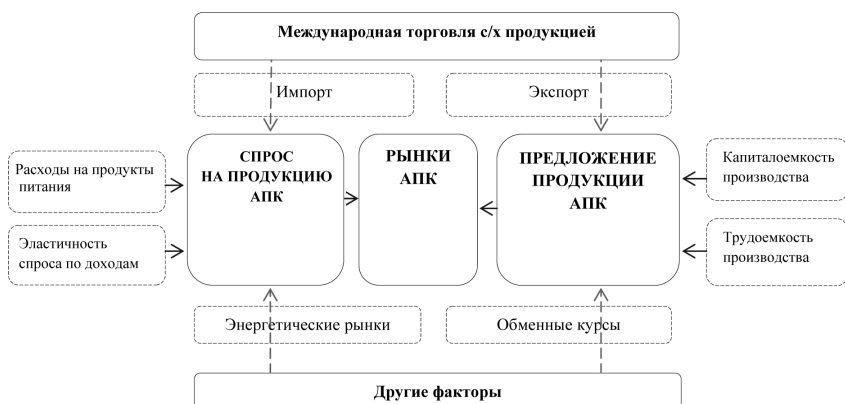 Международная торговля с/х продукцией
Импорт
Экспорт
Расходы на продукты
питания
Эластичность
спроса по доходам
СПРОС
НА ПРОДУКЦИЮ
АПК
РЫНКИ
АПК
ПРЕДЛОЖЕНИЕ
ПРОДУКЦИИ
АПК
Капиталоемкость
производства
Трудоемкость
производства
Энергетические рынки
Обменные курсы
Другие факторы